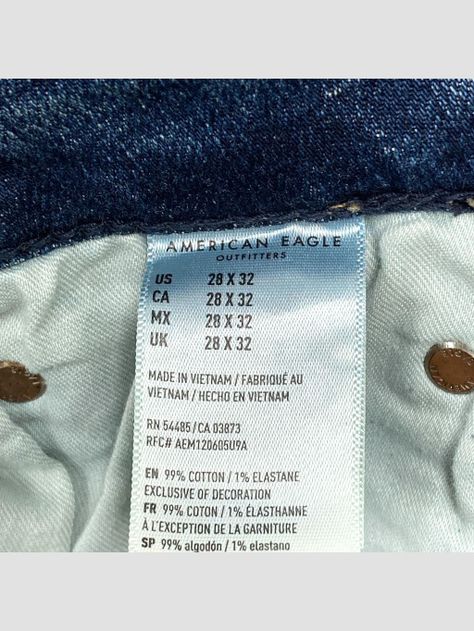 AMERICAN EAGLE
OUTFITTERS
US 28 X 32
CA 28 X 32
MX 28 X 32
UK 28 X 32
MADE IN VIETNAM / FABRIQUÉ AU
VIETNAM / HECHO EN VIETNAM
RN 54485 / CA 03873
RFC# AEM120605U9A
EN 99% COTTON / 1% ELASTANE
EXCLUSIVE OF DECORATION
FR 99% COTON / 1% ÉLASTHANNE
À L'EXCEPTION DE LA GARNITURE
SP 99% algodón / 1% elastano